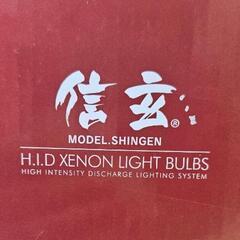 信玄®
MODEL.SHINGEN
H.I.D XENON LIGHT BULBS
HIGH INTENSITY DISCHARGE LIGHTING SYSTEM